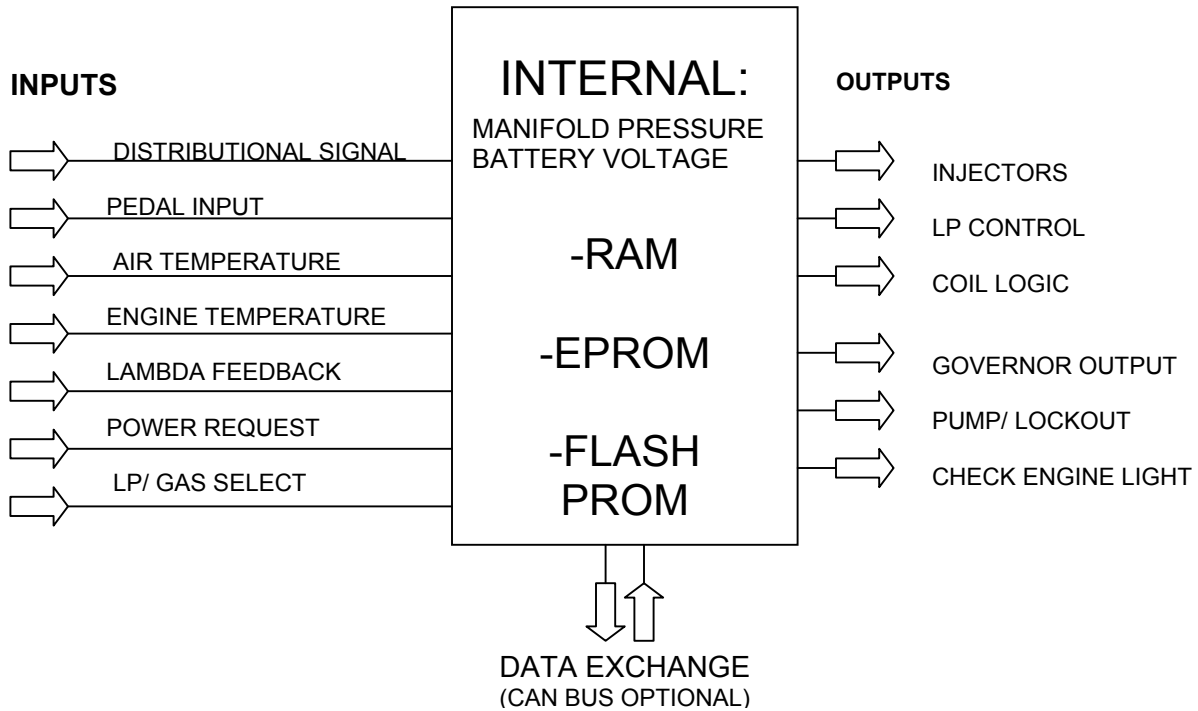 INPUTS
DISTRIBUTIONAL SIGNAL
PEDAL INPUT
AIR TEMPERATURE
ENGINE TEMPERATURE
LAMBDA FEEDBACK
POWER REQUEST
LP/ GAS SELECT
INTERNAL:
MANIFOLD PRESSURE
BATTERY VOLTAGE
-RAM
-EPROM
-FLASH
PROM
OUTPUTS
INJECTORS
LP CONTROL
COIL LOGIC
GOVERNOR OUTPUT
PUMP/ LOCKOUT
CHECK ENGINE LIGHT
DATA EXCHANGE
(CAN BUS OPTIONAL)